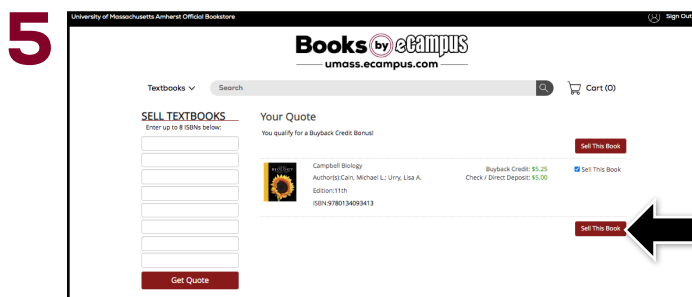 5
University of Massachusetts Amherst Official Bookstore
Sign Out
Books by eCAMPUS
umass.ecampus.com
Textbooks
Search
Cart (0)
SELL TEXTBOOKS
Enter up to 8 ISBNs below:
Get Quote
Your Quote
You qualify for a Buyback Credit Bonus!
Sell This Book
BIOLOGY
Campbell Biology
Author(s):Cain, Michael L.; Urry, Lisa A.
Edition:11th
ISBN:9780134093413
Buyback Credit: $5.25
Check / Direct Deposit: $5.00
Sell This Book
Sell This Book